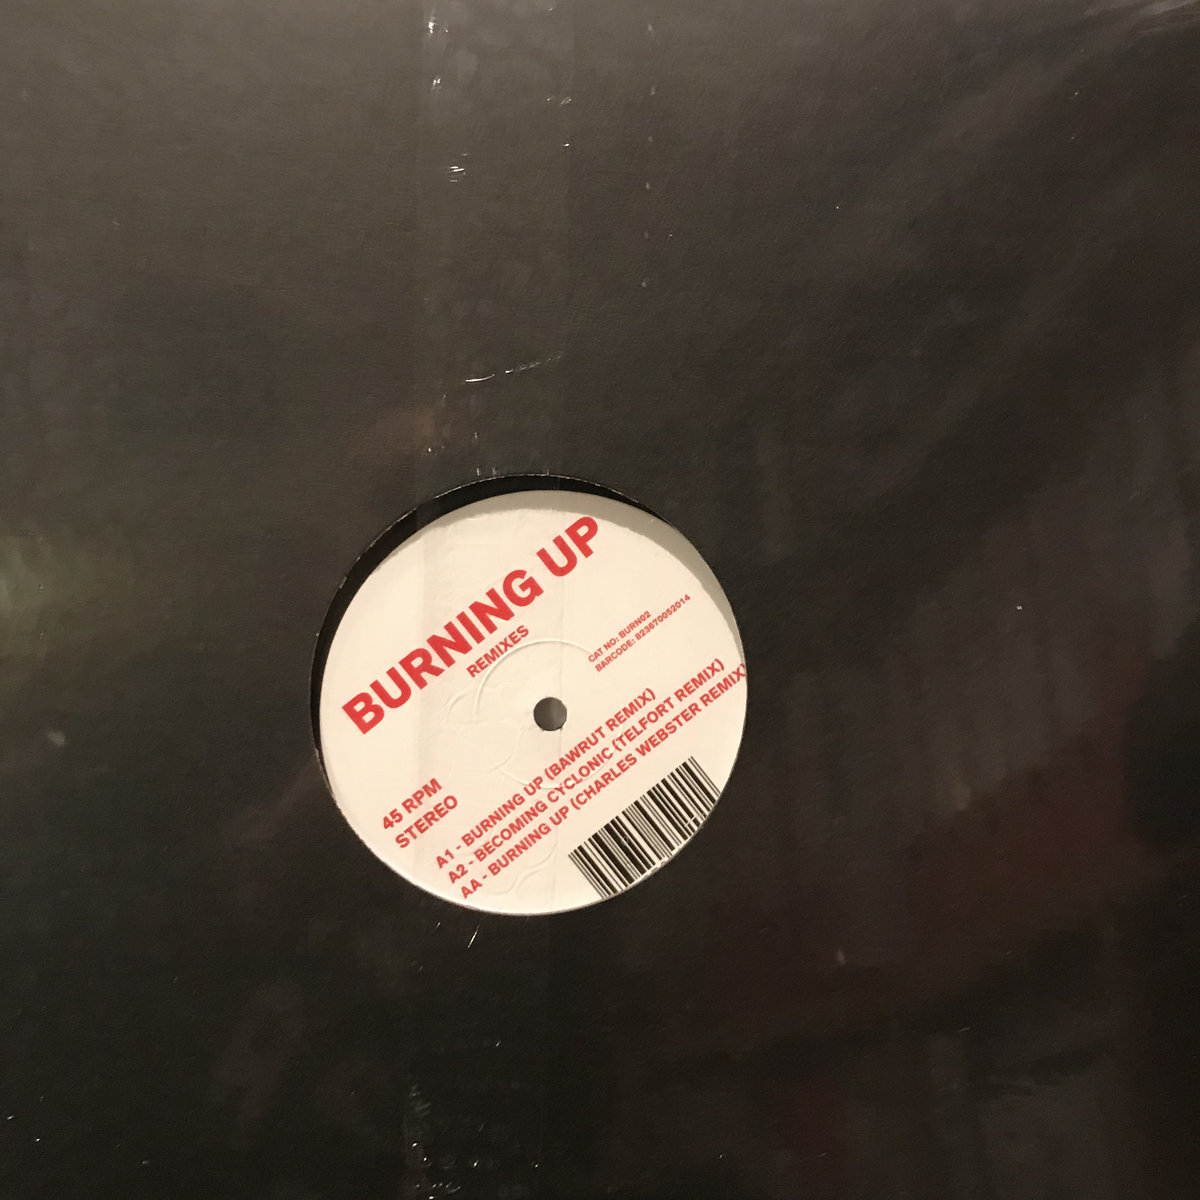 BURNING UP
REMIXES
CAT NO: BURN02
BARCODE: 823670052014
45 RPM
STEREO
A1 - BURNING UP (BAWRUT REMIX)
A2 - BECOMING CYCLONIC (TELFORT REMIX)
AA - BURNING UP (CHARLES WEBSTER REMIX)